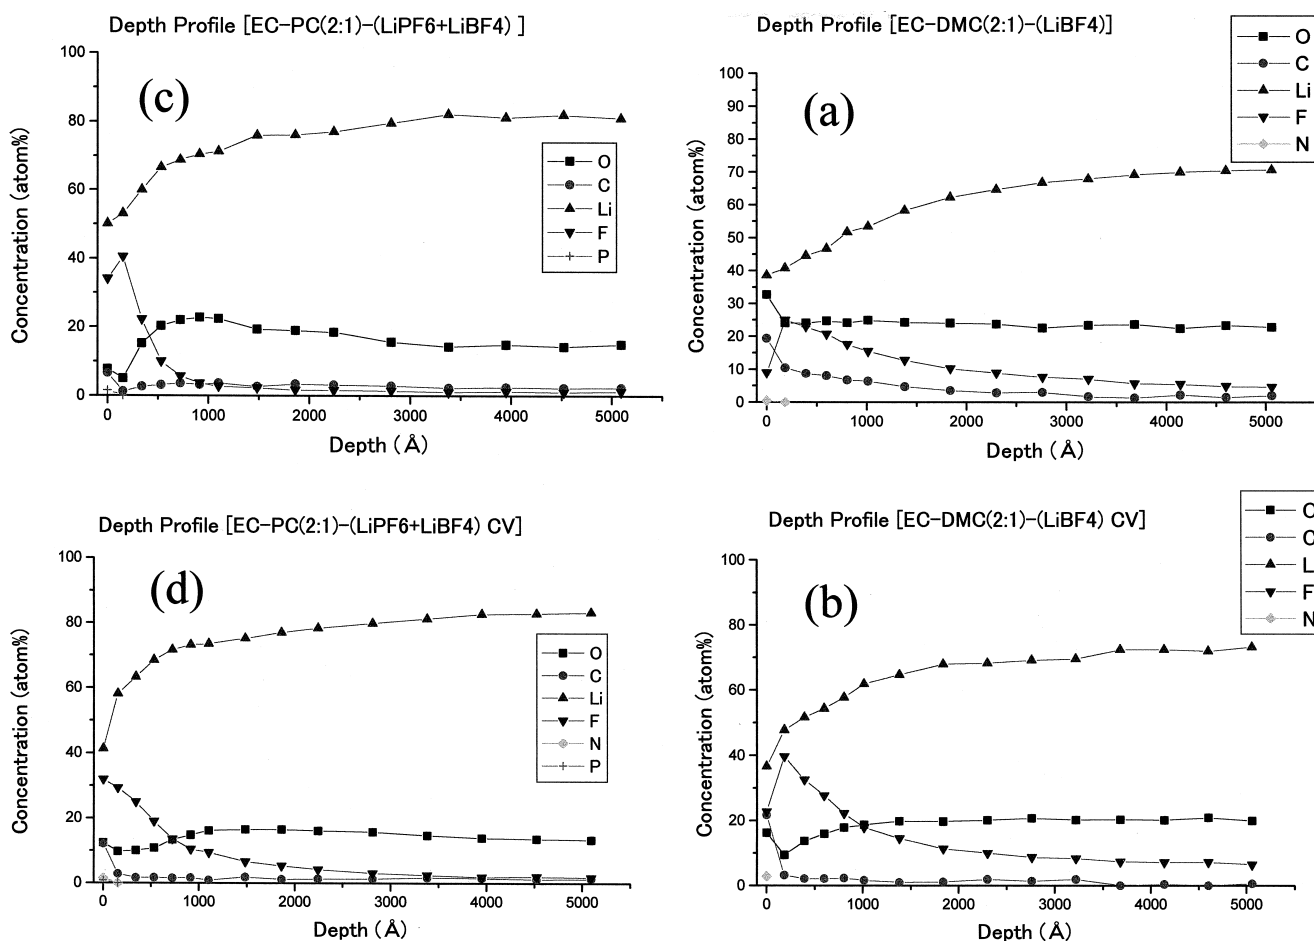 Depth Profile [EC-PC(2:1)-(LiPF6+LiBF4) ]
(c)
Concentration (atom%)
100
80
60
40
20
0
O
C
Li
F
P
0 1000 2000 3000 4000 5000
Depth (Å)
Depth Profile [EC-DMC(2:1)-(LiBF4)]
(a)
Concentration (atom%)
100
90
80
70
60
50
40
30
20
10
0
O
C
Li
F
N
0 1000 2000 3000 4000 5000
Depth (Å)
Depth Profile [EC-PC(2:1)-(LiPF6+LiBF4) CV]
(d)
Concentration (atom%)
100
80
60
40
20
0
O
C
Li
F
N
P
0 1000 2000 3000 4000 5000
Depth (Å)
Depth Profile [EC-DMC(2:1)-(LiBF4) CV]
(b)
Concentration (atom%)
100
80
60
40
20
0
L
F
N
0 1000 2000 3000 4000 5000
Depth (Å)